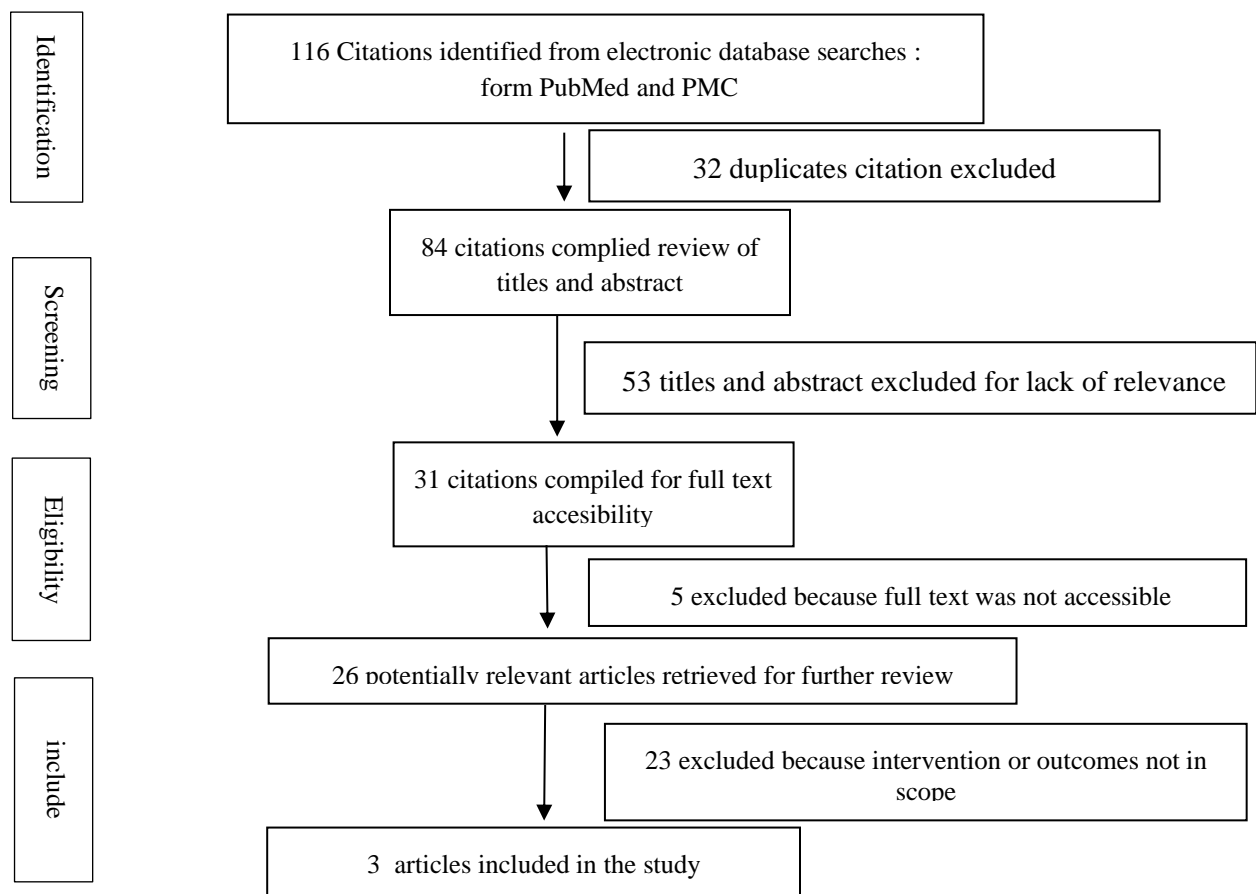 Identification
116 Citations identified from electronic database searches :
form PubMed and PMC
32 duplicates citation excluded
84 citations complied review of
titles and abstract
Screening
53 titles and abstract excluded for lack of relevance
31 citations compiled for full text
accesibility
Eligibility
5 excluded because full text was not accessible
26 potentially relevant articles retrieved for further review
include
23 excluded because intervention or outcomes not in
scope
3 articles included in the study